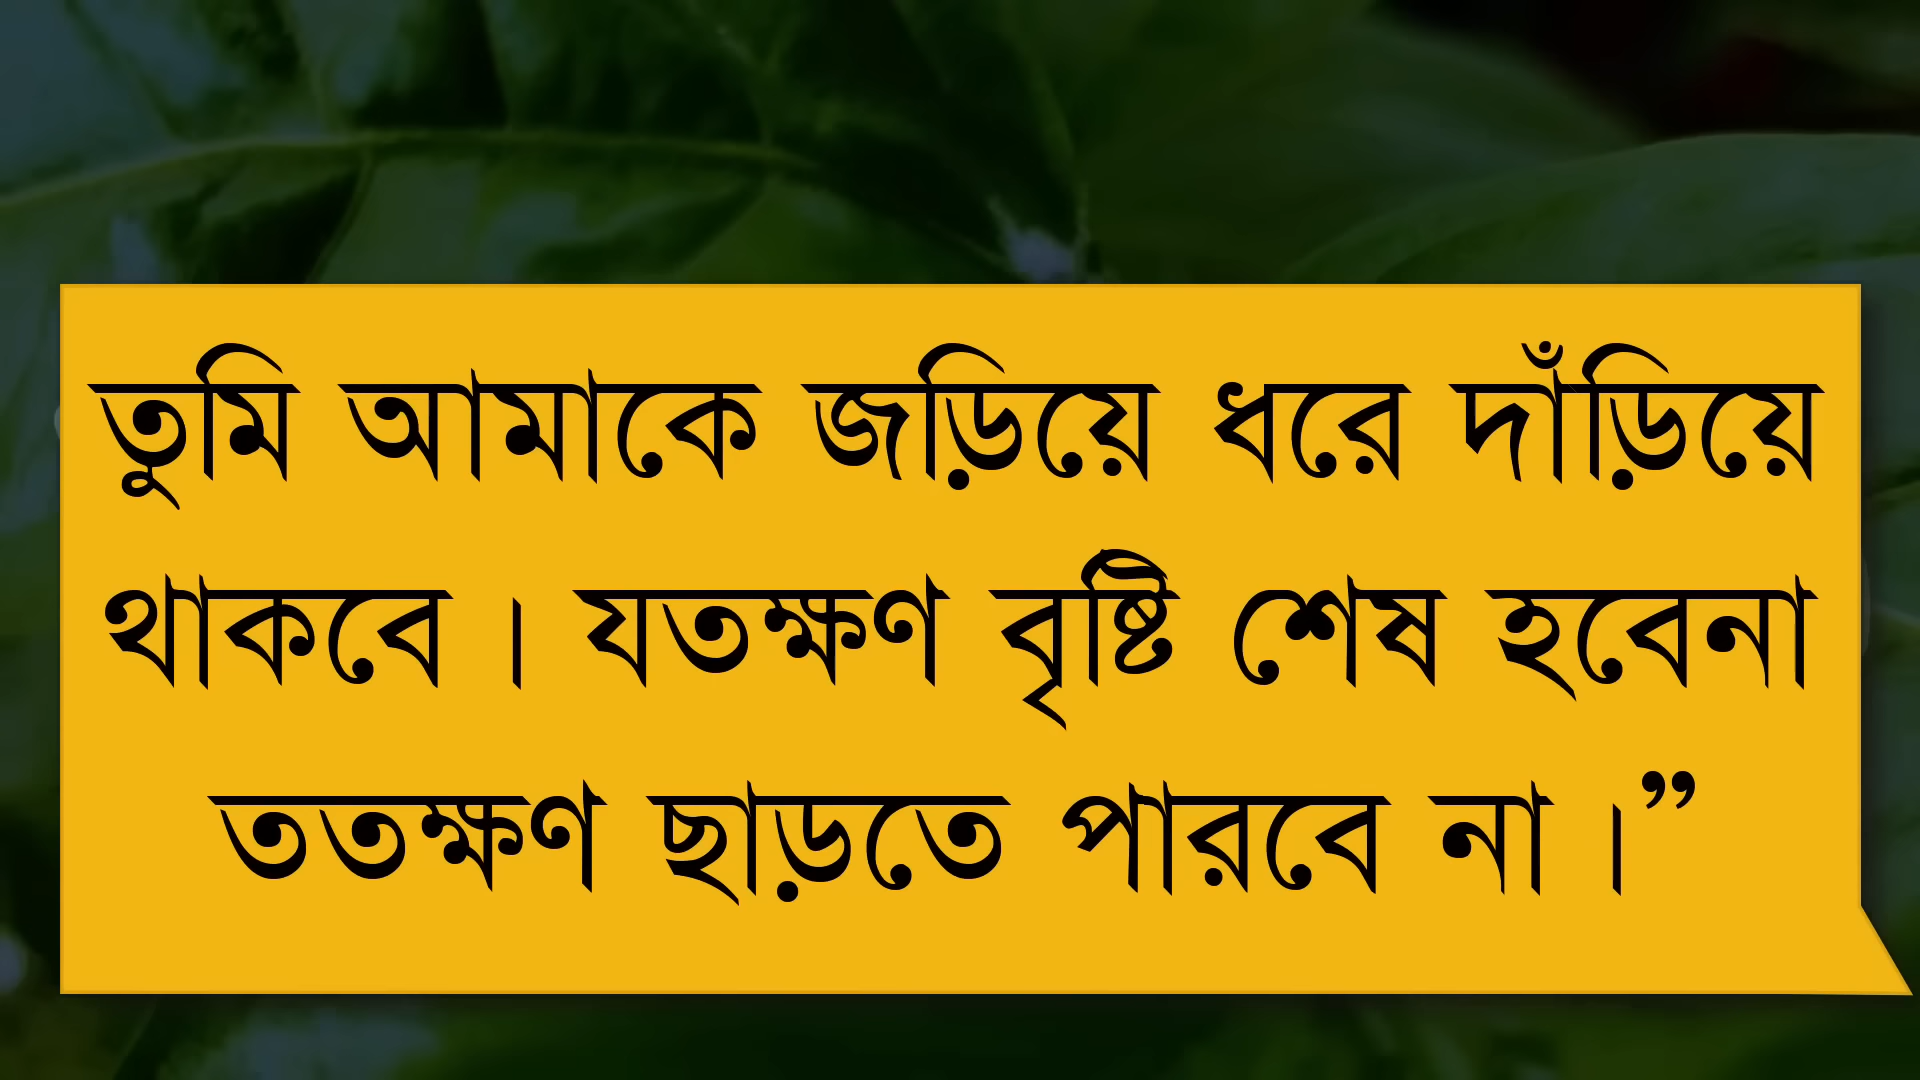 তুমি আমাকে জড়িয়ে ধরে দাঁড়িয়ে
থাকবে । যতক্ষণ বৃষ্টি শেষ হবেনা
ততক্ষণ ছাড়তে পারবে না ।”